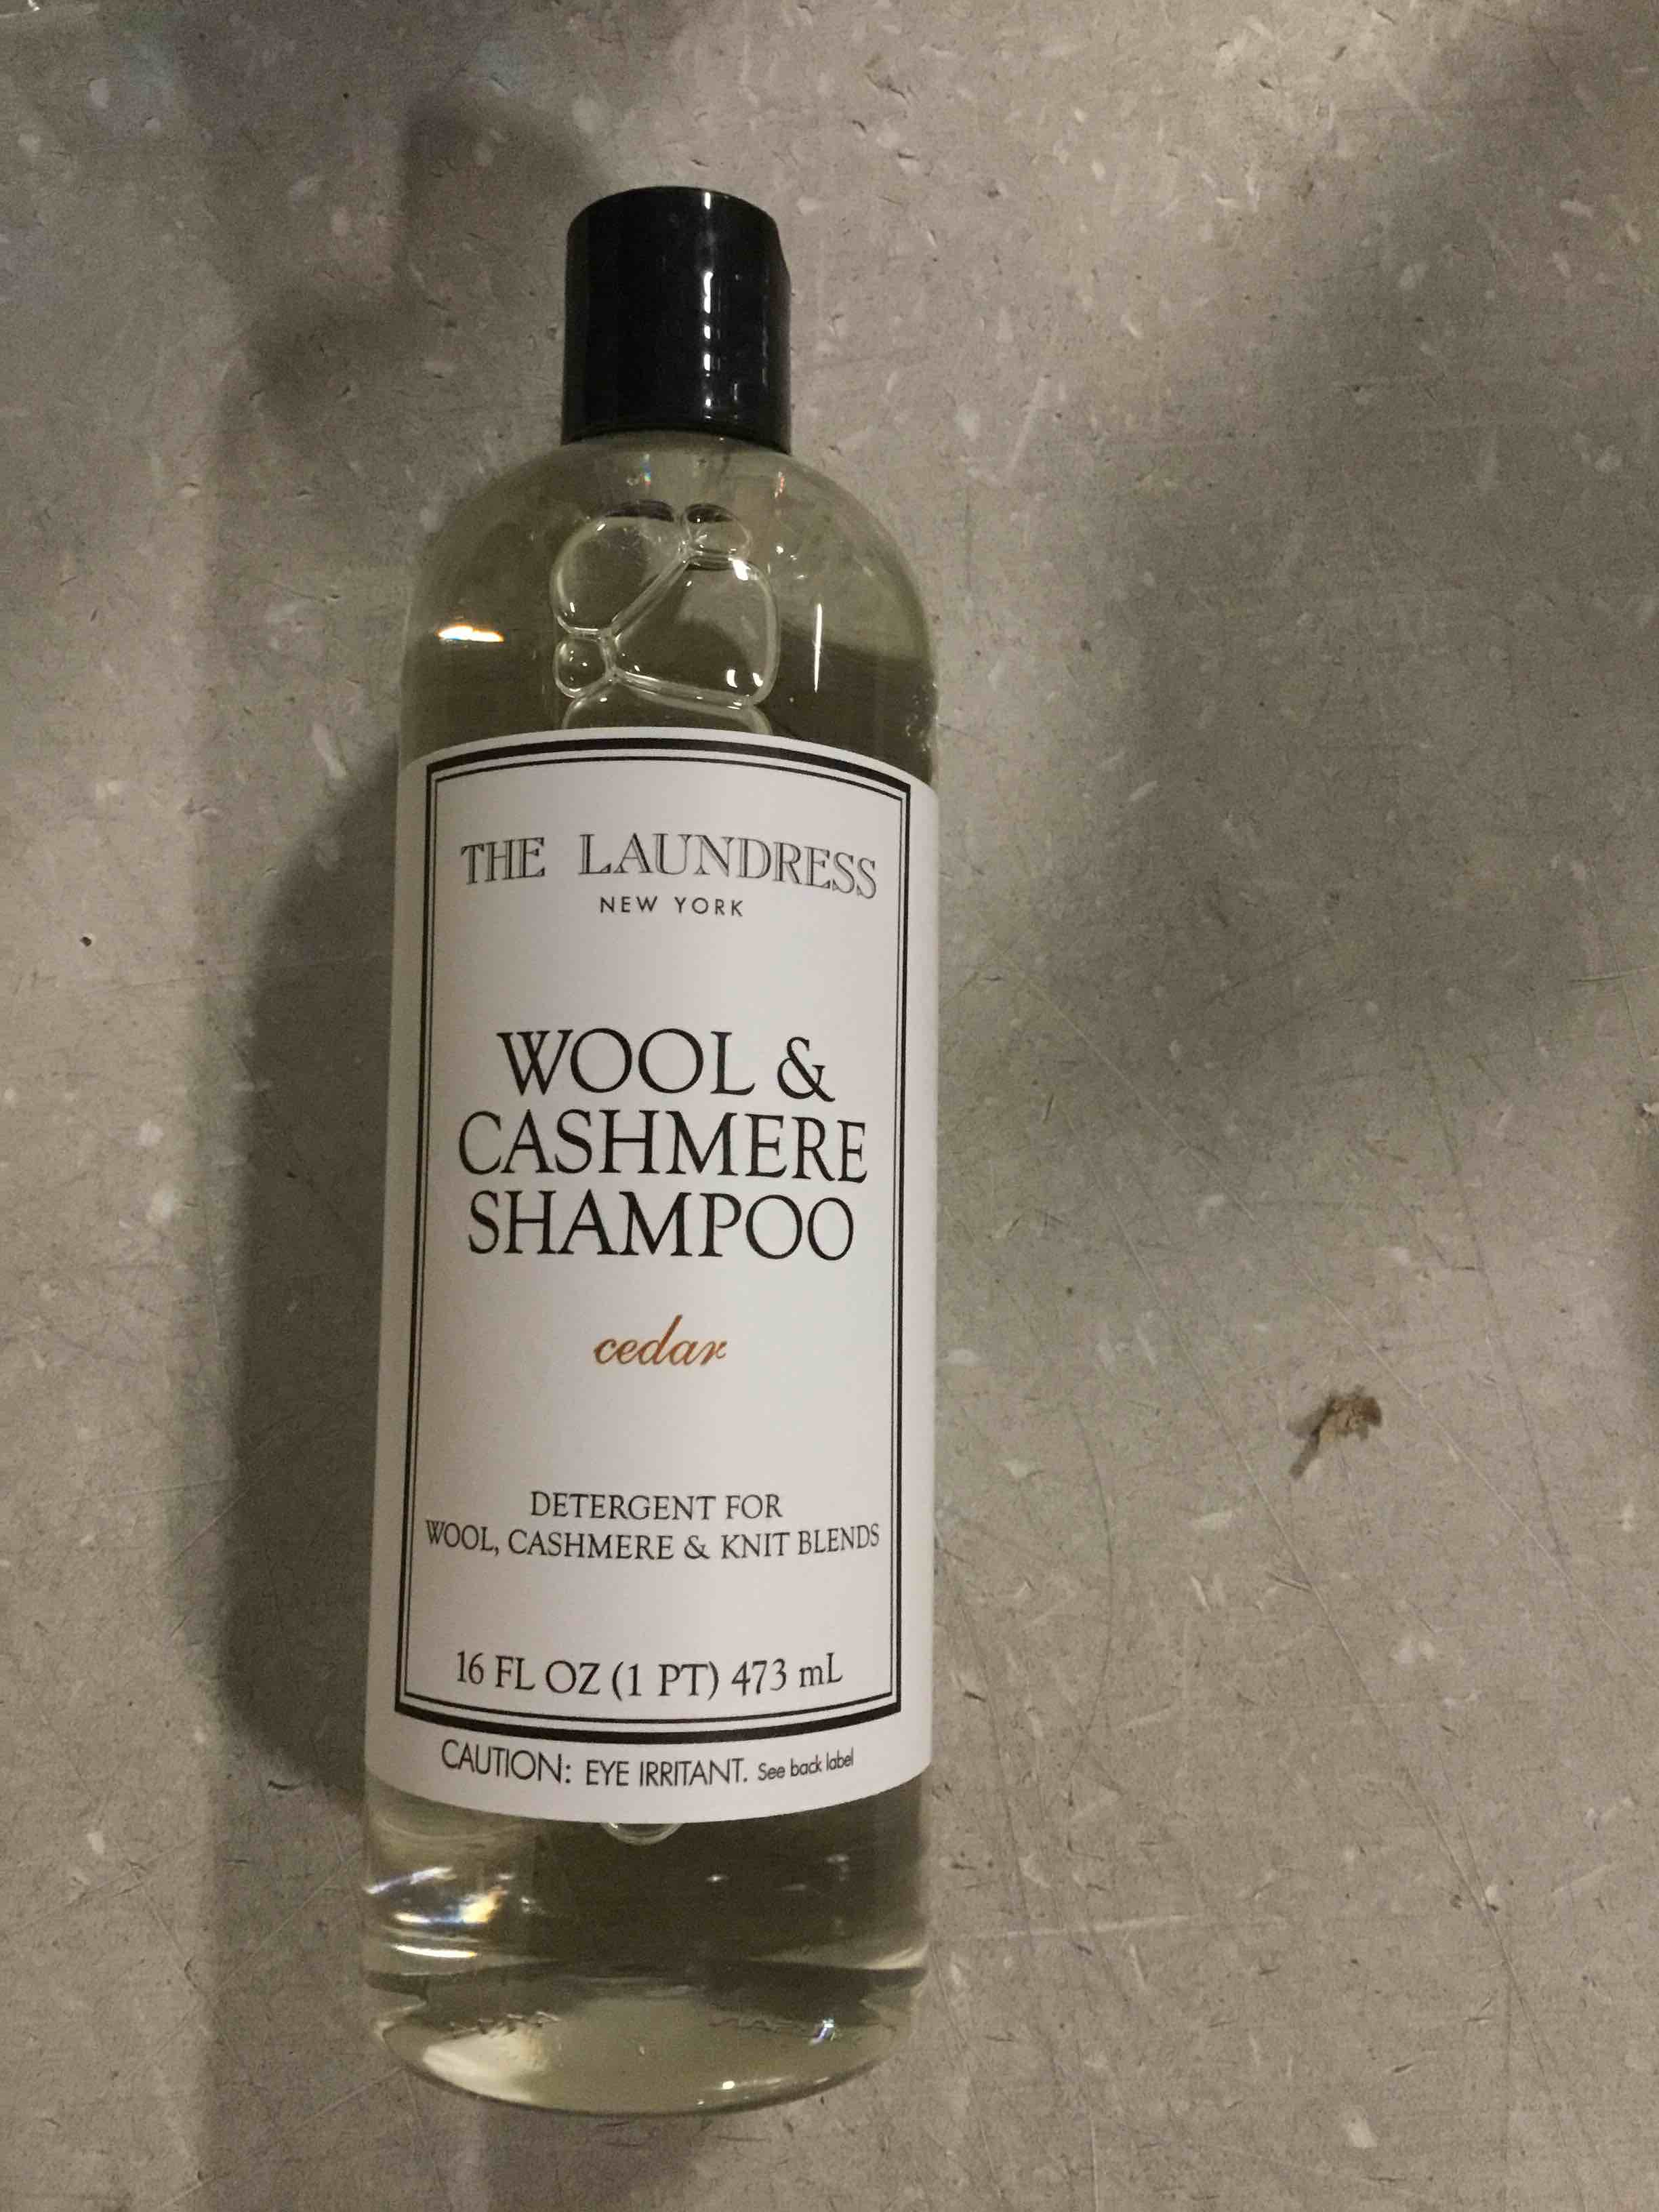 THE LAUNDRESS
NEW YORK
WOOL &
CASHMERE
SHAMPOO
cedar
DETERGENT FOR
WOOL, CASHMERE & KNIT BLENDS
16 FL OZ (1 PT) 473 mL
CAUTION: EYE IRRITANT. See back label